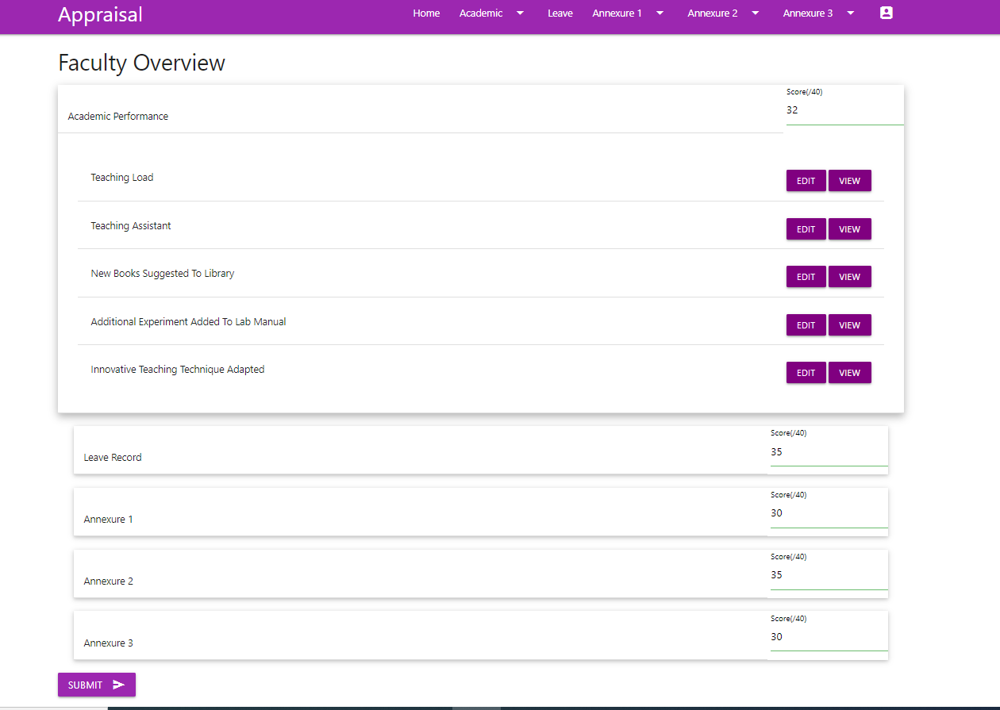 Appraisal
Home Academic Leave Annexure 1 Annexure 2 Annexure 3
Faculty Overview
Score(/40)
Academic Performance 32
Teaching Load EDIT VIEW
Teaching Assistant EDIT VIEW
New Books Suggested To Library EDIT VIEW
Additional Experiment Added To Lab Manual EDIT VIEW
Innovative Teaching Technique Adapted EDIT VIEW
Score(/40)
Leave Record 35
Score(/40)
Annexure 1 30
Score(/40)
Annexure 2 35
Score(/40)
Annexure 3 30
SUBMIT